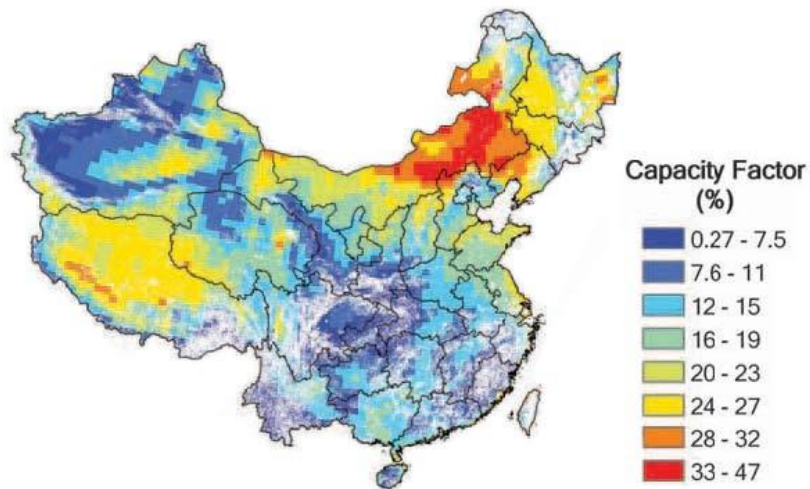 Capacity Factor
(%)
0.27 - 7.5
7.6 - 11
12 - 15
16 - 19
20 - 23
24 - 27
28 - 32
33 - 47